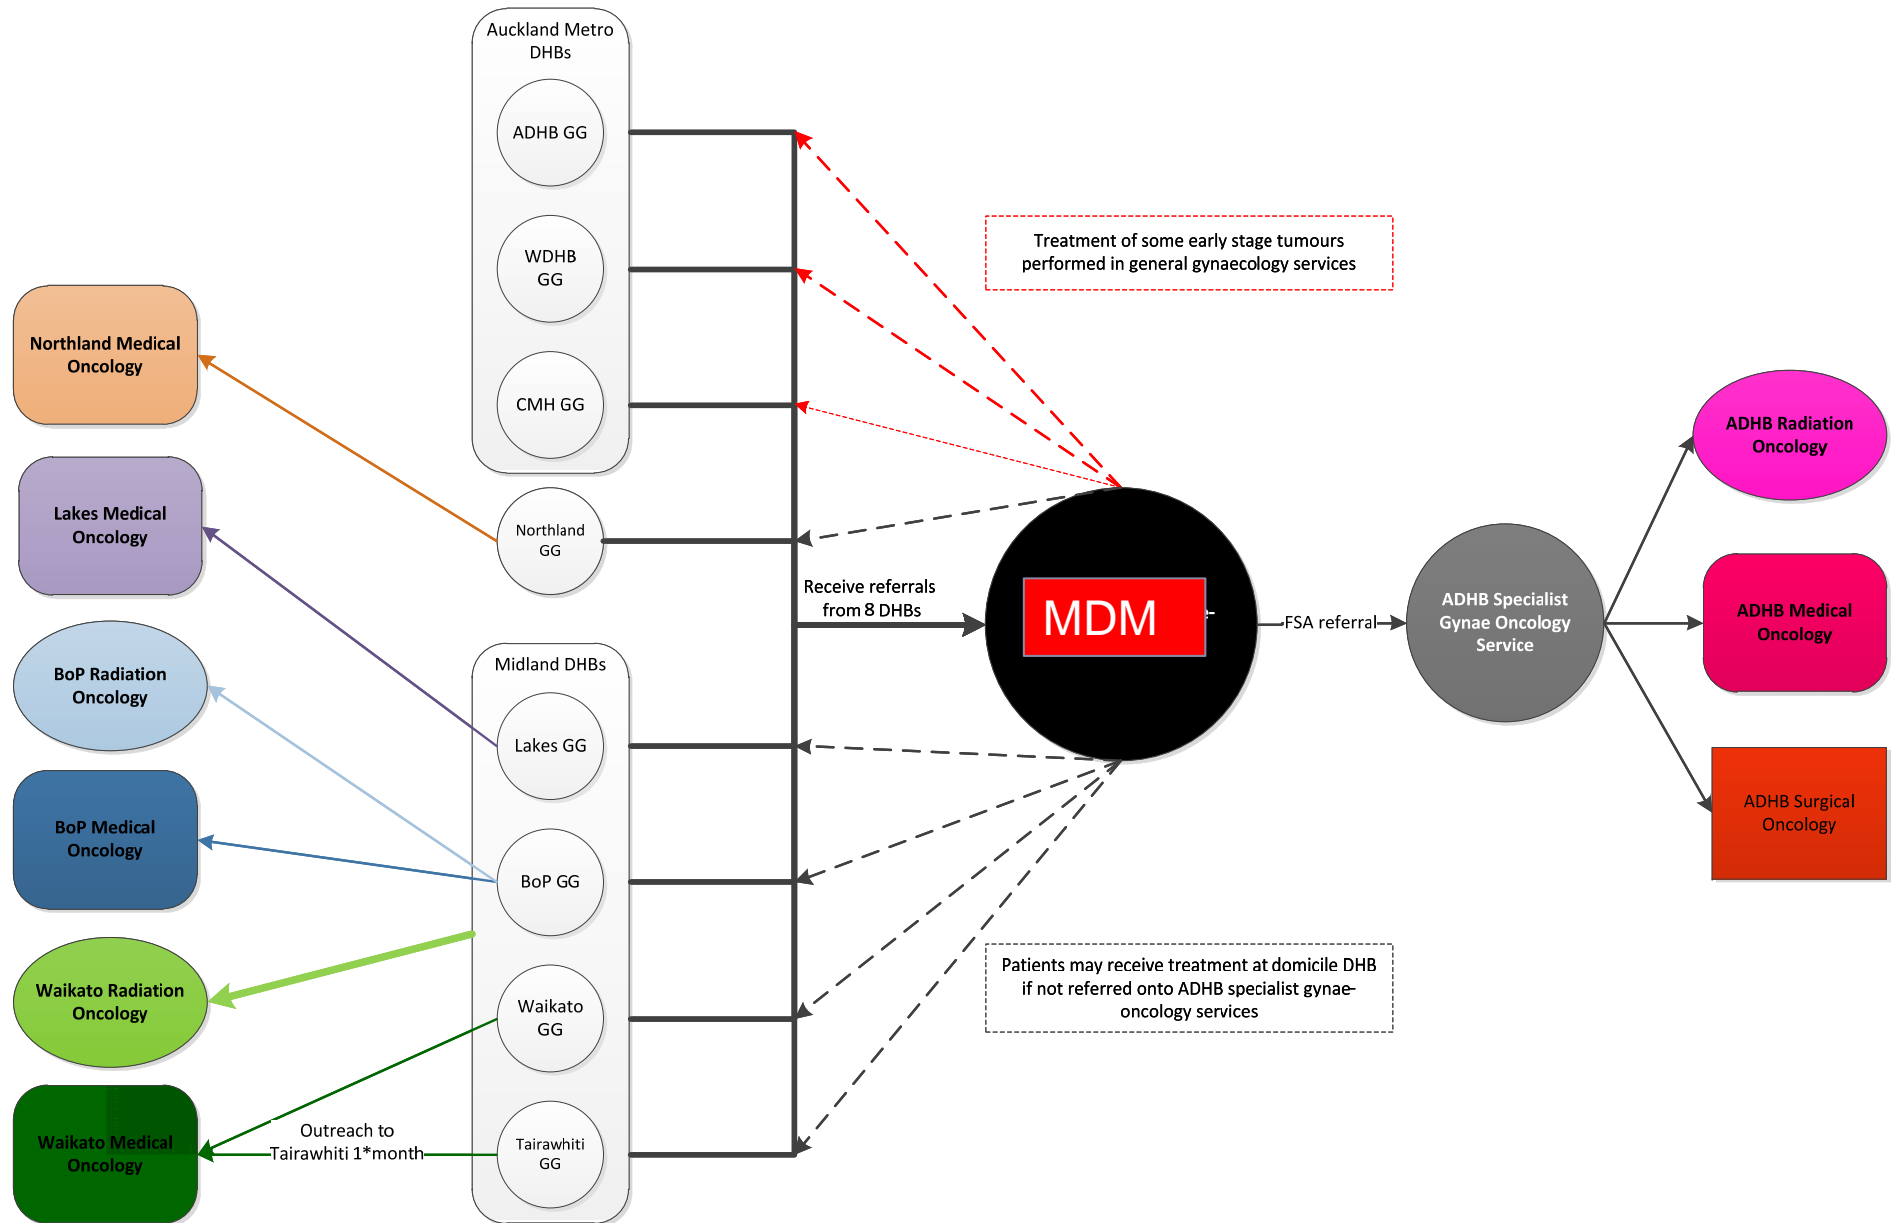 Auckland Metro
DHBs
ADHB GG
WDHB
GG
CMH GG
Northland
GG
Midland DHBs
Lakes GG
BoP GG
Waikato
GG
Tairawhiti
GG
Northland Medical
Oncology
Lakes Medical
Oncology
BoP Radiation
Oncology
BoP Medical
Oncology
Waikato Radiation
Oncology
Waikato Medical
Oncology
Outreach to
Tairawhiti 1*month
Receive referrals
from 8 DHBs
Treatment of some early stage tumours
performed in general gynaecology services
MDM
FSA referral
ADHB Specialist
Gynae Oncology
Service
Patients may receive treatment at domicile DHB
if not referred onto ADHB specialist gynae-
oncology services
ADHB Radiation
Oncology
ADHB Medical
Oncology
ADHB Surgical
Oncology